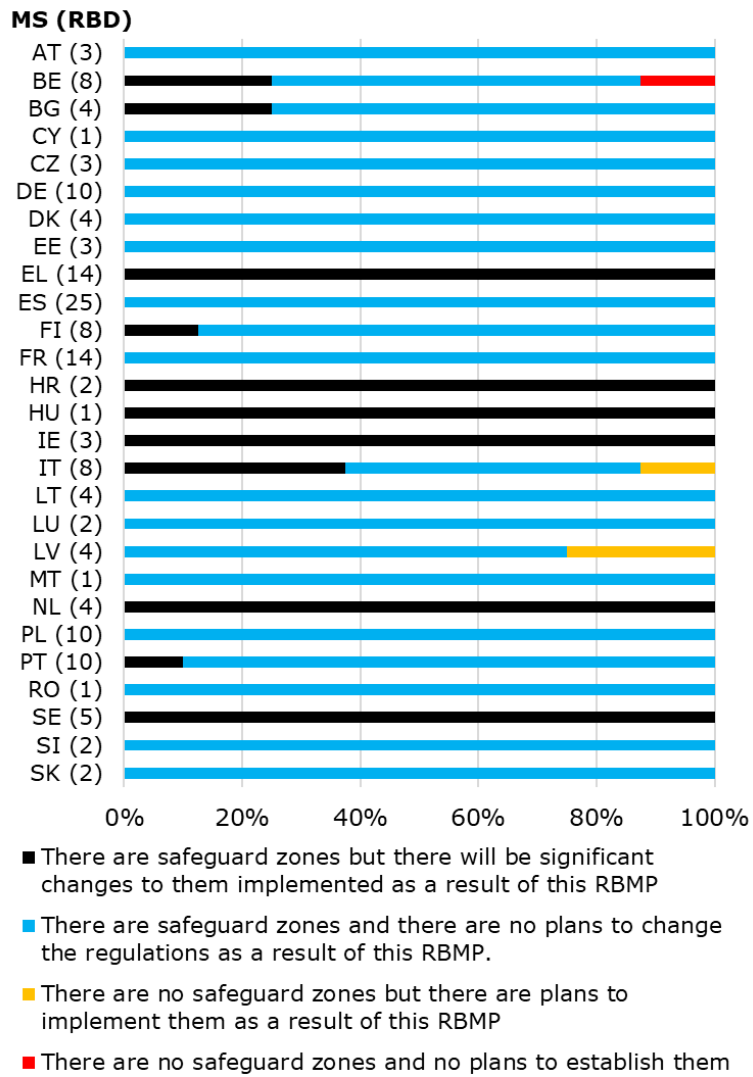 MS (RBD)
AT (3)
BE (8)
BG (4)
CY (1)
CZ (3)
DE (10)
DK (4)
EE (3)
EL (14)
ES (25)
FI (8)
FR (14)
HR (2)
HU (1)
IE (3)
IT (8)
LT (4)
LU (2)
LV (4)
MT (1)
NL (4)
PL (10)
PT (10)
RO (1)
SE (5)
SI (2)
SK (2)
0% 20% 40% 60% 80% 100%
There are safeguard zones but there will be significant
changes to them implemented as a result of this RBMP
There are safeguard zones and there are no plans to change
the regulations as a result of this RBMP.
There are no safeguard zones but there are plans to
implement them as a result of this RBMP
There are no safeguard zones and no plans to establish them